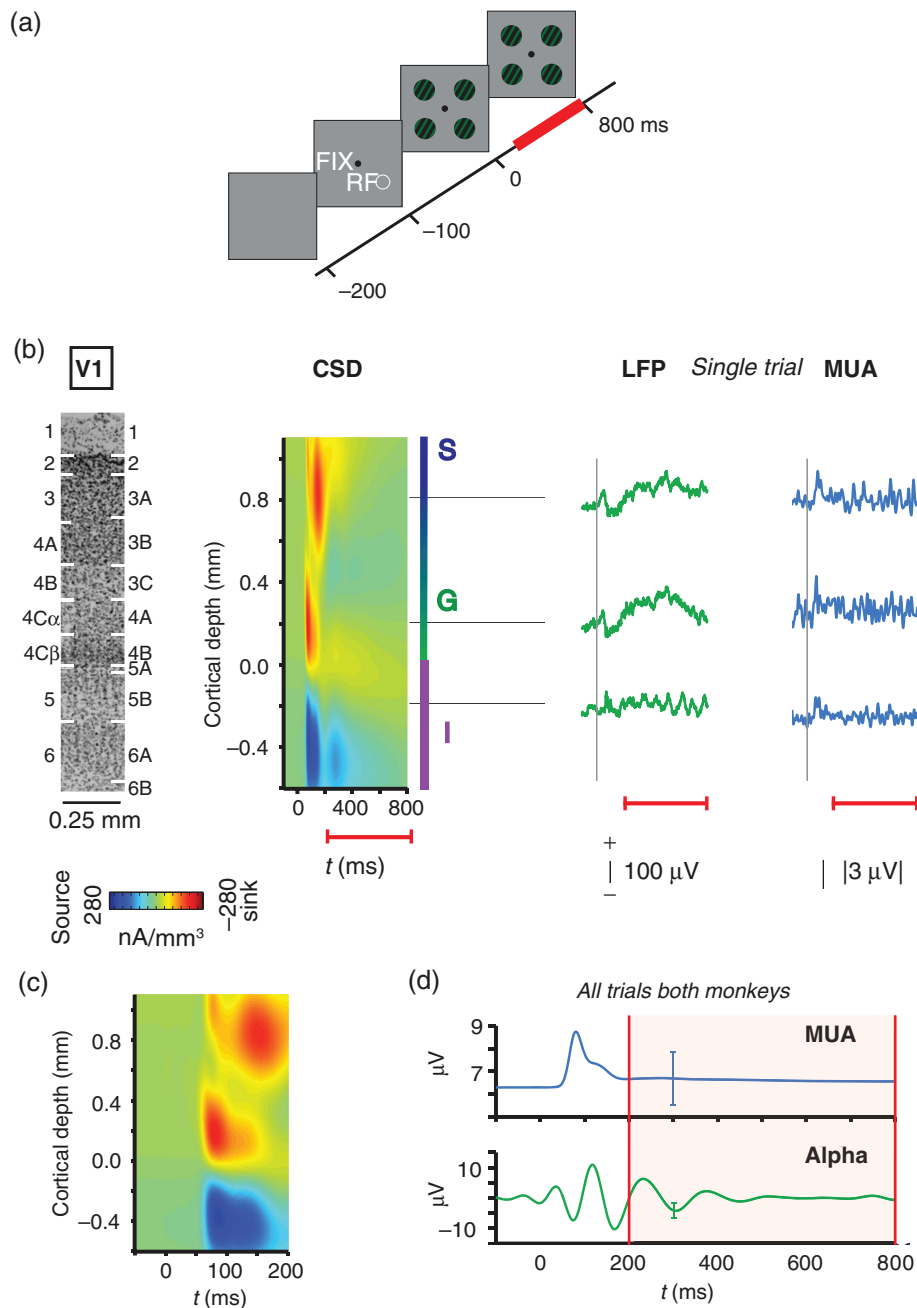 (a)
FIX
RF
800 ms
0
−100
−200
(b)
V1
CSD
LFP
Single trial
MUA
1
2
3
4A
4B
4Cα
4Cβ
5
6
1
2
3A
3B
3C
4A
4B
5A
5B
6A
6B
0.25 mm
Cortical depth (mm)
0.8
0.4
0.0
−0.4
0 400 800
t (ms)
S
G
I
+
100 μV
−
|3 μV|
Source
280
−280
sink
nA/mm³
(c)
Cortical depth (mm)
0.8
0.4
0.0
−0.4
0 100 200
t (ms)
(d)
All trials both monkeys
μV
9
7
MUA
μV
10
−10
Alpha
0 200 400 600 800
t (ms)